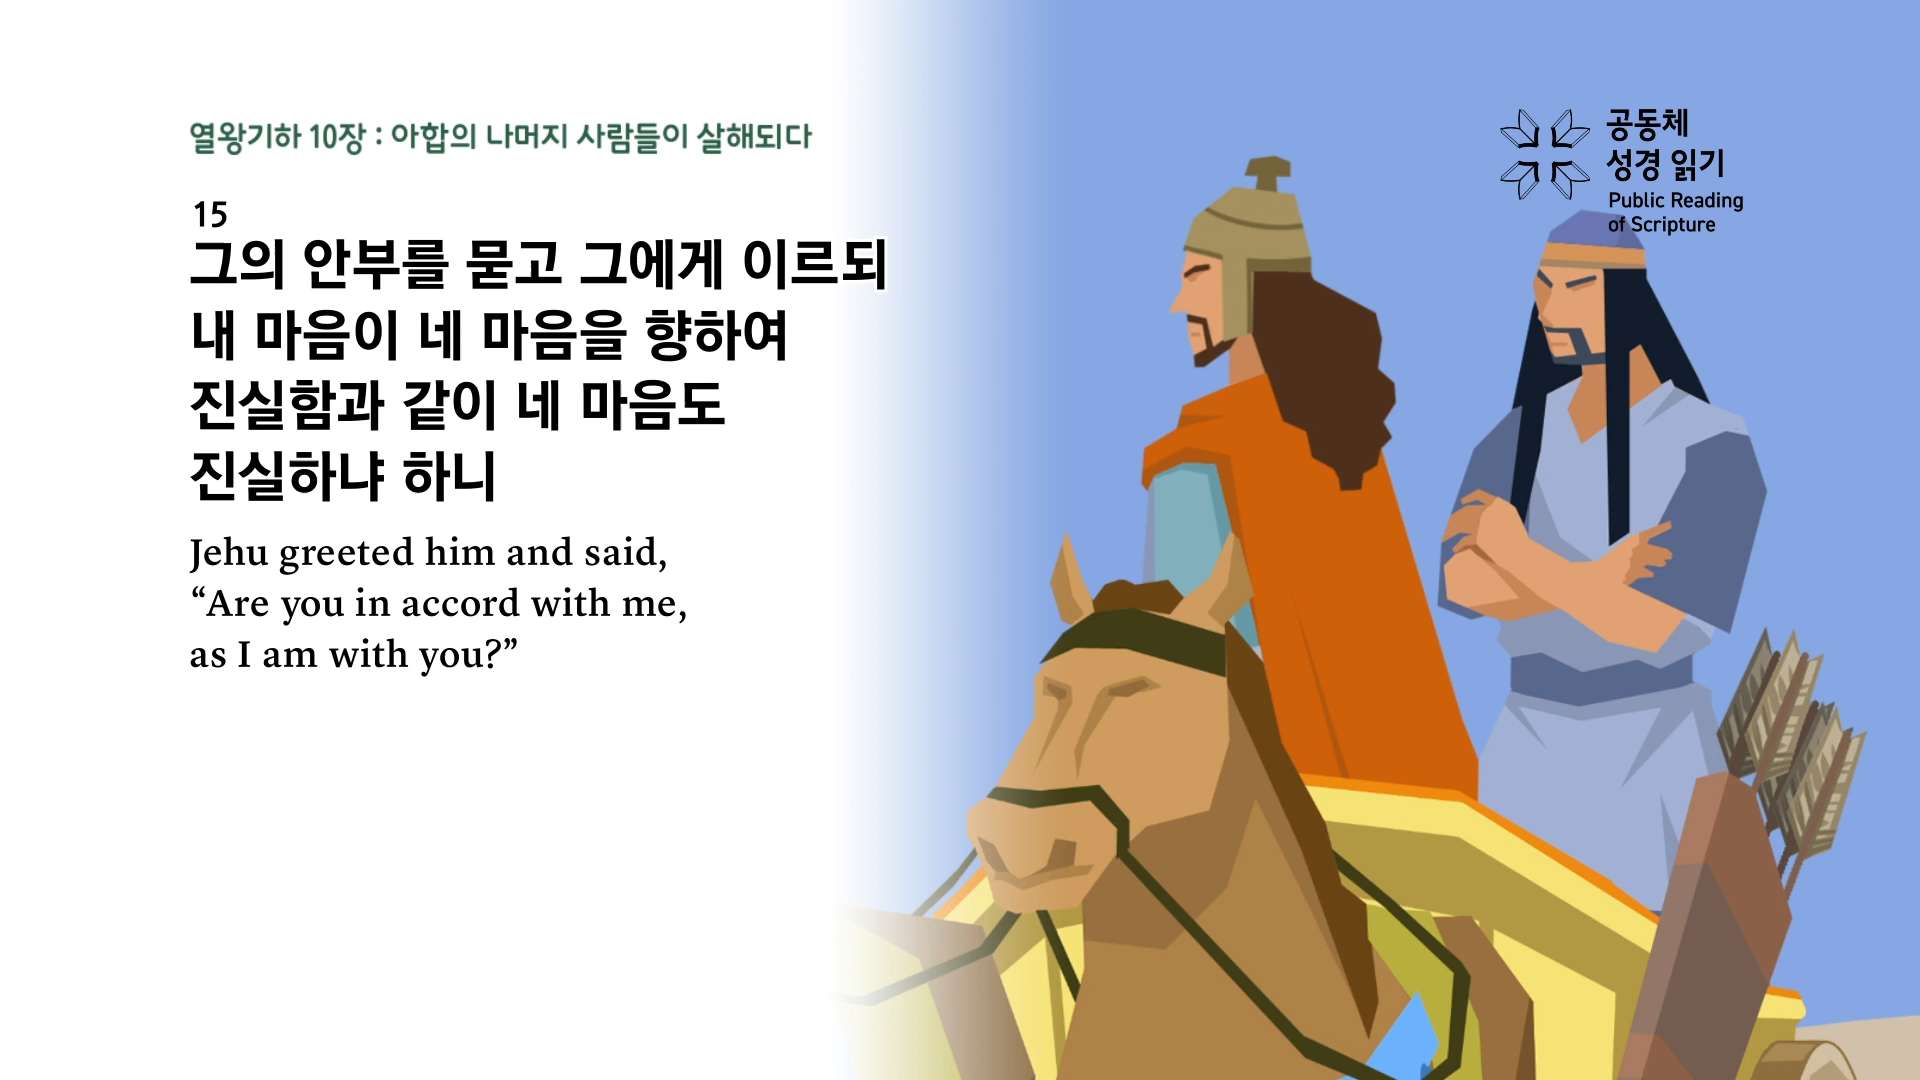 열왕기하 10장 : 아합의 나머지 사람들이 살해되다
15
그의 안부를 묻고 그에게 이르되
내 마음이 네 마음을 향하여
진실함과 같이 네 마음도
진실하냐 하니
Jehu greeted him and said,
“Are you in accord with me,
as I am with you?”
공동체
성경 읽기
Public Reading
of Scripture